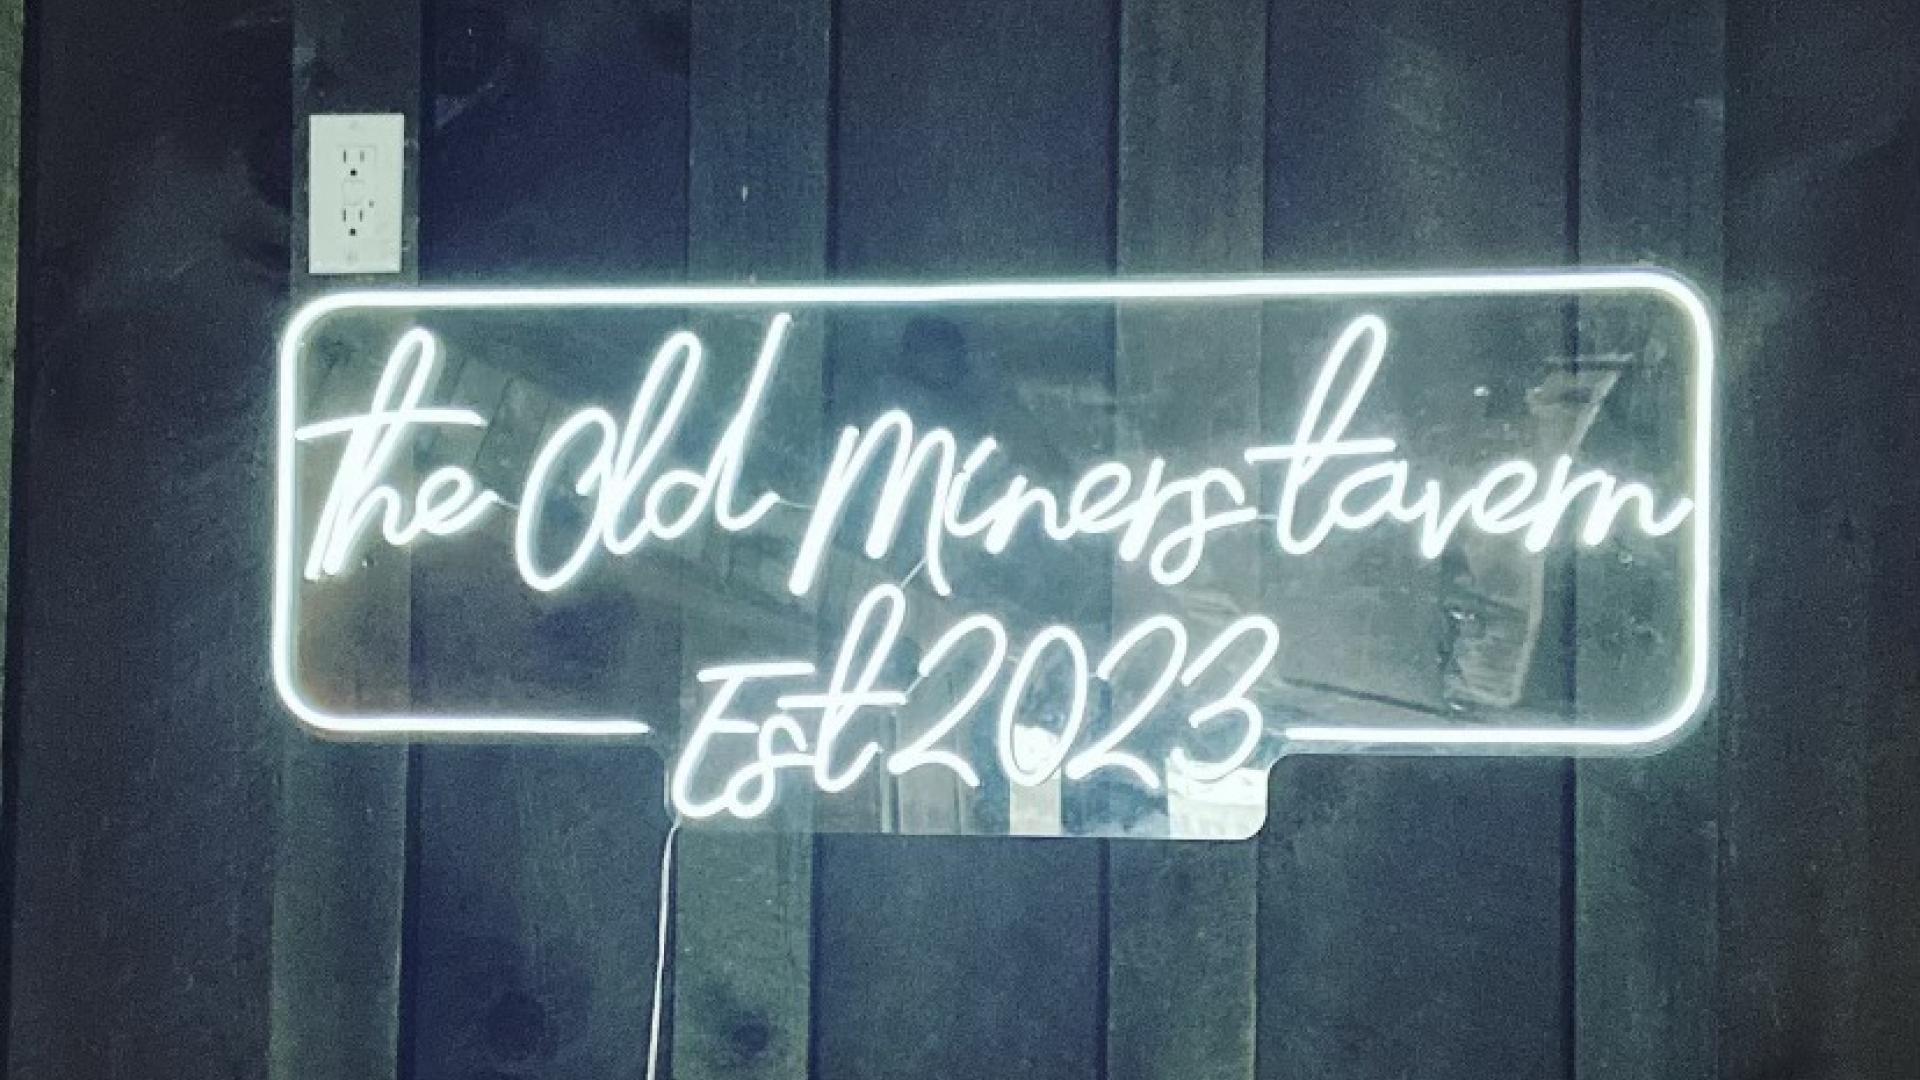 The Old Miners tavern
Est 2023